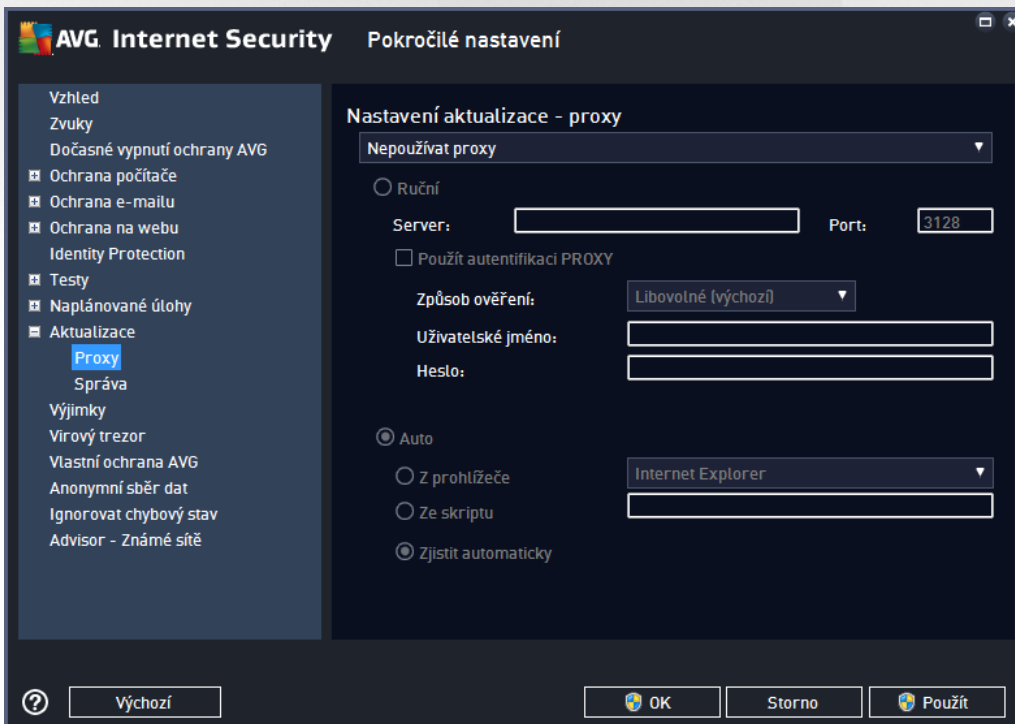 AVG. Internet Security Pokročilé nastavení
Vzhled
Zvuky
Dočasné vypnutí ochrany AVG
Ochrana počítače
Ochrana e-mailu
Ochrana na webu
Identity Protection
Testy
Naplánované úlohy
Aktualizace
Proxy
Správa
Výjimky
Virový trezor
Vlastní ochrana AVG
Anonymní sběr dat
Ignorovat chybový stav
Advisor - Známé sítě
Nastavení aktualizace - proxy
Nepoužívat proxy
Ruční
Server: Port: 3128
Použít autentifikaci PROXY
Způsob ověření: Libovolné (výchozí)
Uživatelské jméno:
Heslo:
Auto
Z prohlížeče Internet Explorer
Ze skriptu
Zjistit automaticky
? Výchozí OK Storno Použít